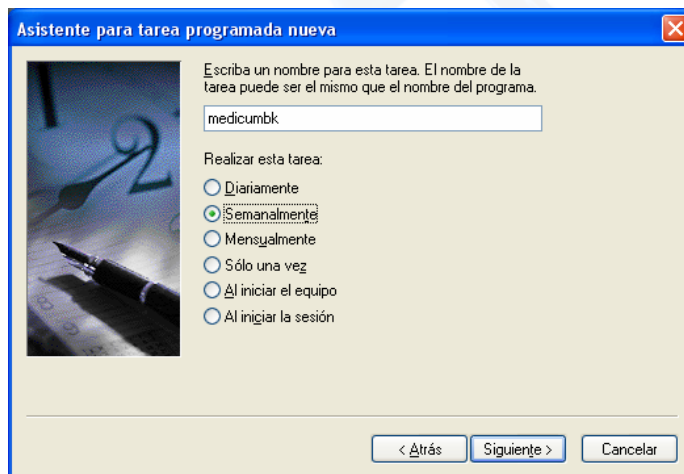 Asistente para tarea programada nueva
Escriba un nombre para esta tarea. El nombre de la
tarea puede ser el mismo que el nombre del programa.
medicumbk
Realizar esta tarea:
Diariamente
Semanalmente
Mensualmente
Sólo una vez
Al iniciar el equipo
Al iniciar la sesión
< Atrás Siguiente > Cancelar